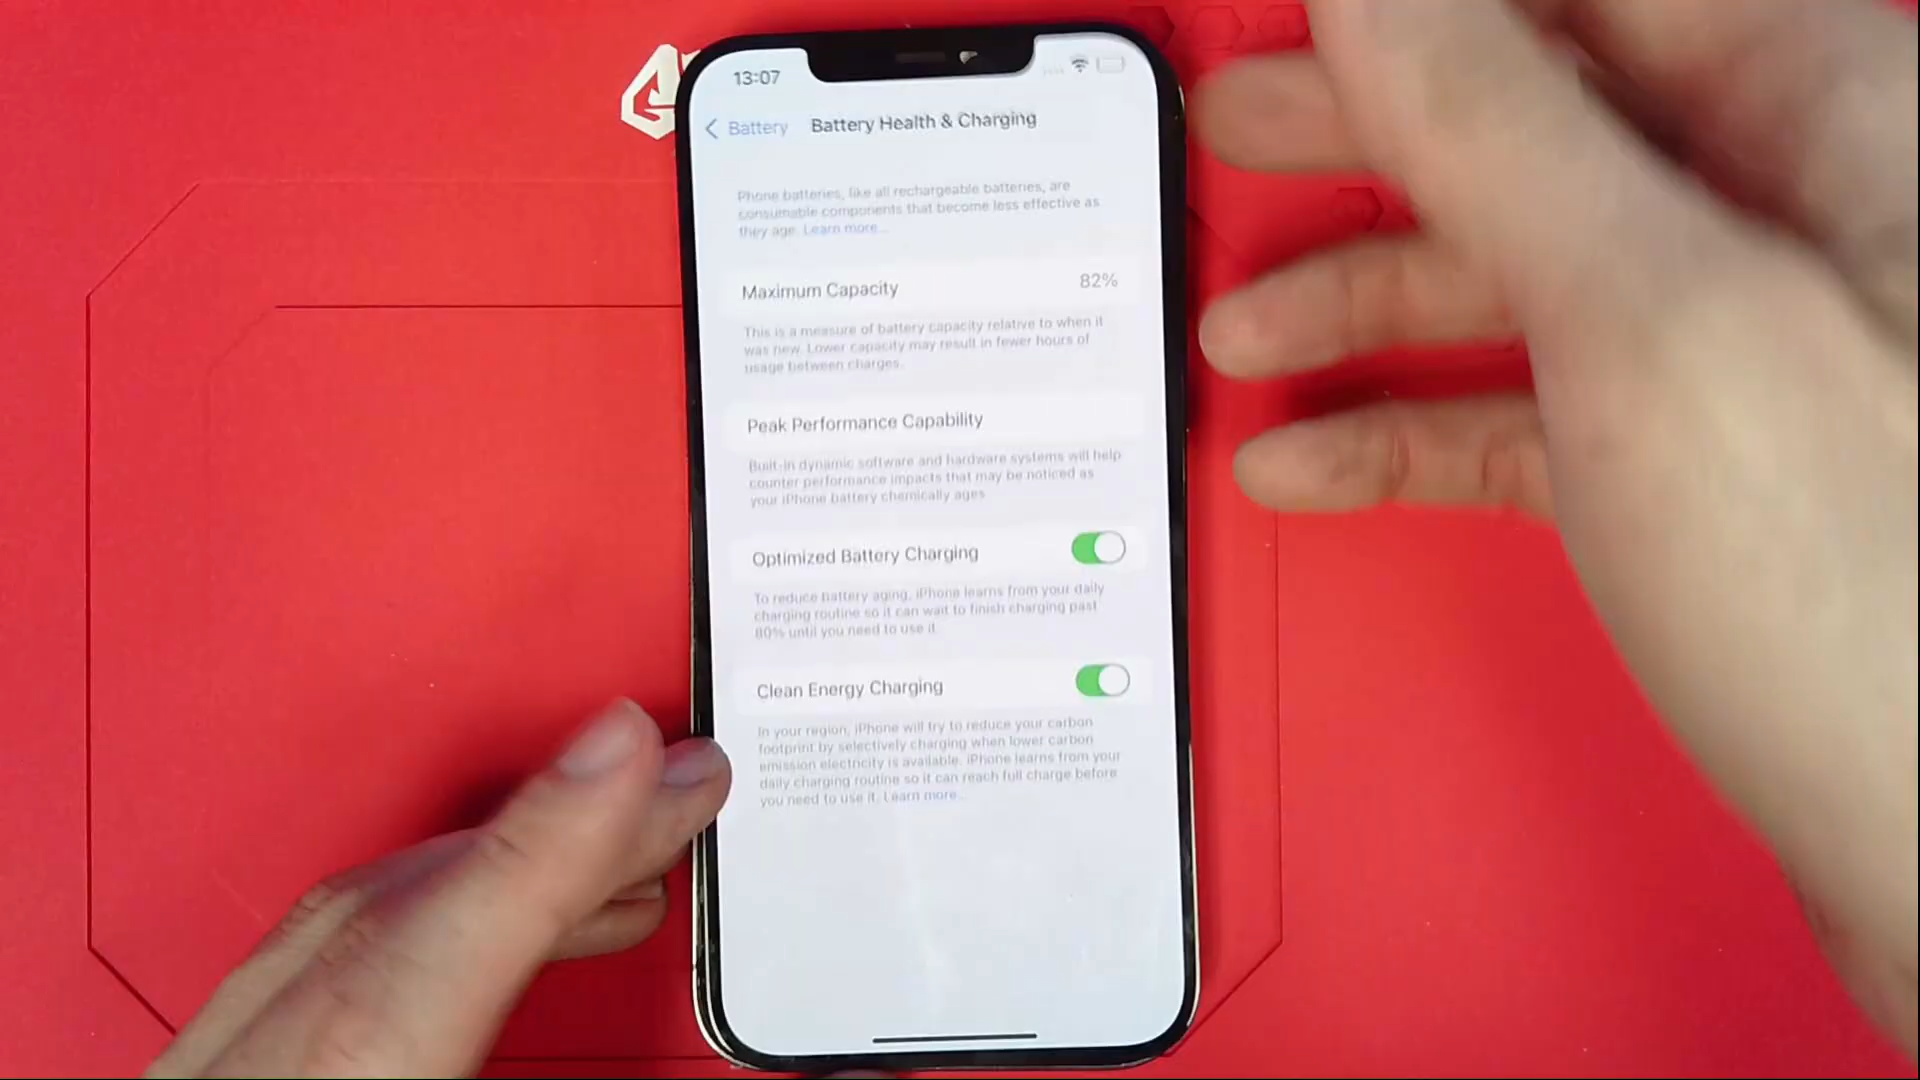 13:07
Battery
Battery Health & Charging
Phone batteries, like all rechargeable batteries, are
consumable components that become less effective as
they age. Learn more...
Maximum Capacity
82%
This is a measure of battery capacity relative to when it
was new. Lower capacity may result in fewer hours of
usage between charges.
Peak Performance Capability
Built-in dynamic software and hardware systems will help
counter performance impacts that may be noticed as
your iPhone battery chemically ages.
Optimized Battery Charging
To reduce battery aging, iPhone learns from your daily
charging routine so it can wait to finish charging past
80% until you need to use it.
Clean Energy Charging
In your region, iPhone will try to reduce your carbon
footprint by selectively charging when lower carbon
emission electricity is available. iPhone learns from your
daily charging routine so it can reach full charge before
you need to use it. Learn more...